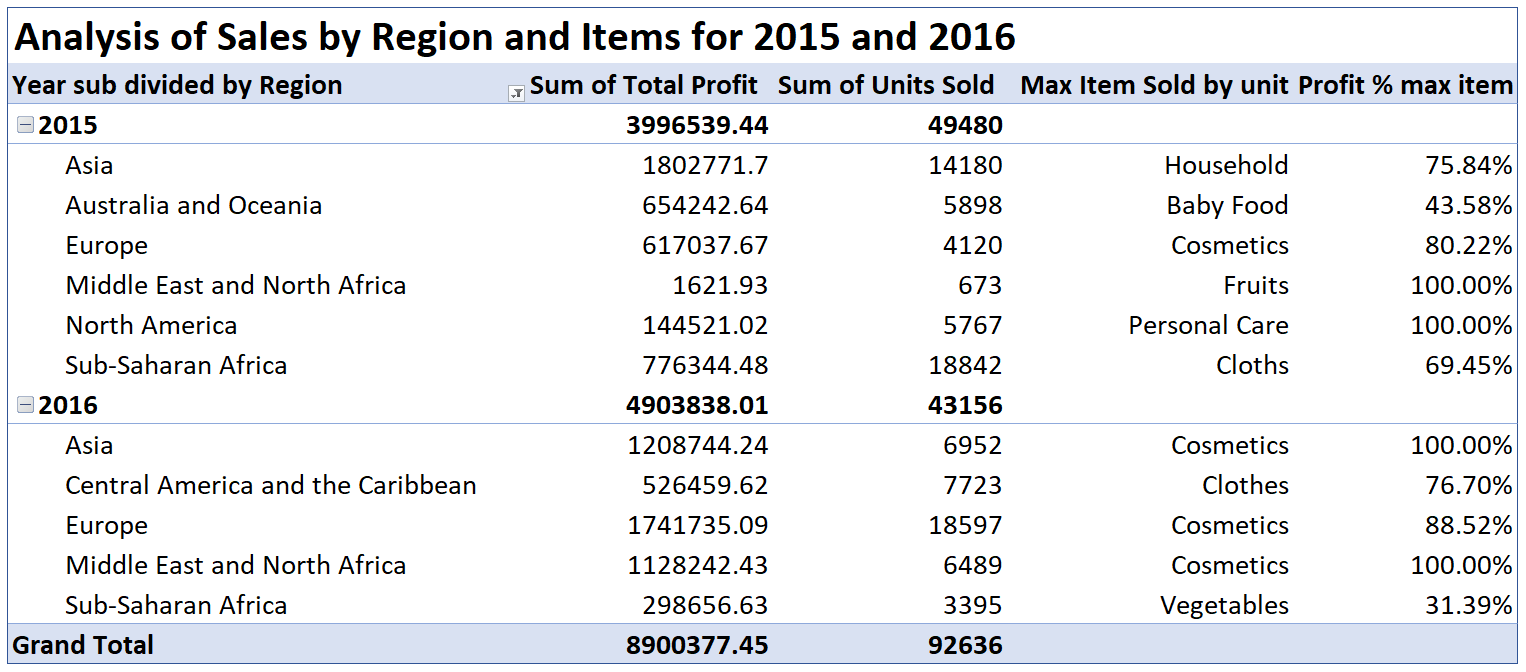 Analysis of Sales by Region and Items for 2015 and 2016
Year sub divided by Region Sum of Total Profit Sum of Units Sold Max Item Sold by unit Profit % max item
2015 3996539.44 49480
Asia 1802771.7 14180 Household 75.84%
Australia and Oceania 654242.64 5898 Baby Food 43.58%
Europe 617037.67 4120 Cosmetics 80.22%
Middle East and North Africa 1621.93 673 Fruits 100.00%
North America 144521.02 5767 Personal Care 100.00%
Sub-Saharan Africa 776344.48 18842 Cloths 69.45%
2016 4903838.01 43156
Asia 1208744.24 6952 Cosmetics 100.00%
Central America and the Caribbean 526459.62 7723 Clothes 76.70%
Europe 1741735.09 18597 Cosmetics 88.52%
Middle East and North Africa 1128242.43 6489 Cosmetics 100.00%
Sub-Saharan Africa 298656.63 3395 Vegetables 31.39%
Grand Total 8900377.45 92636